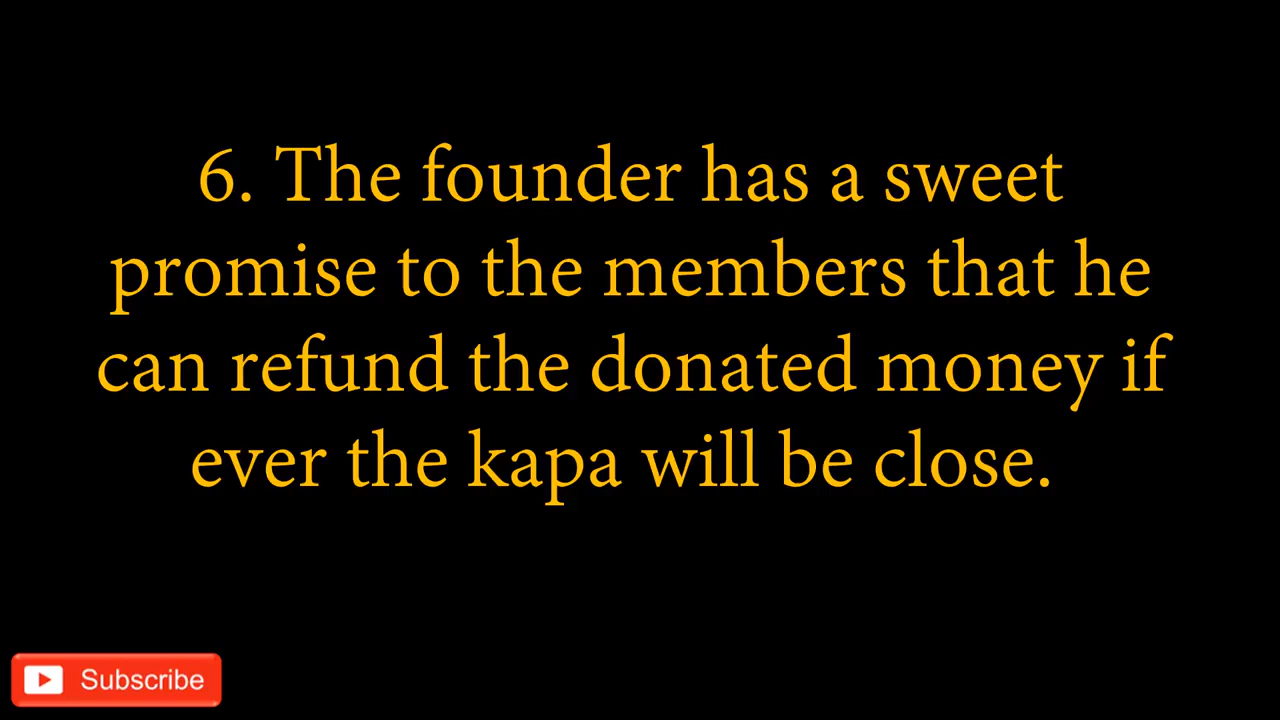 6. The founder has a sweet
promise to the members that he
can refund the donated money if
ever the kapa will be close.
Subscribe